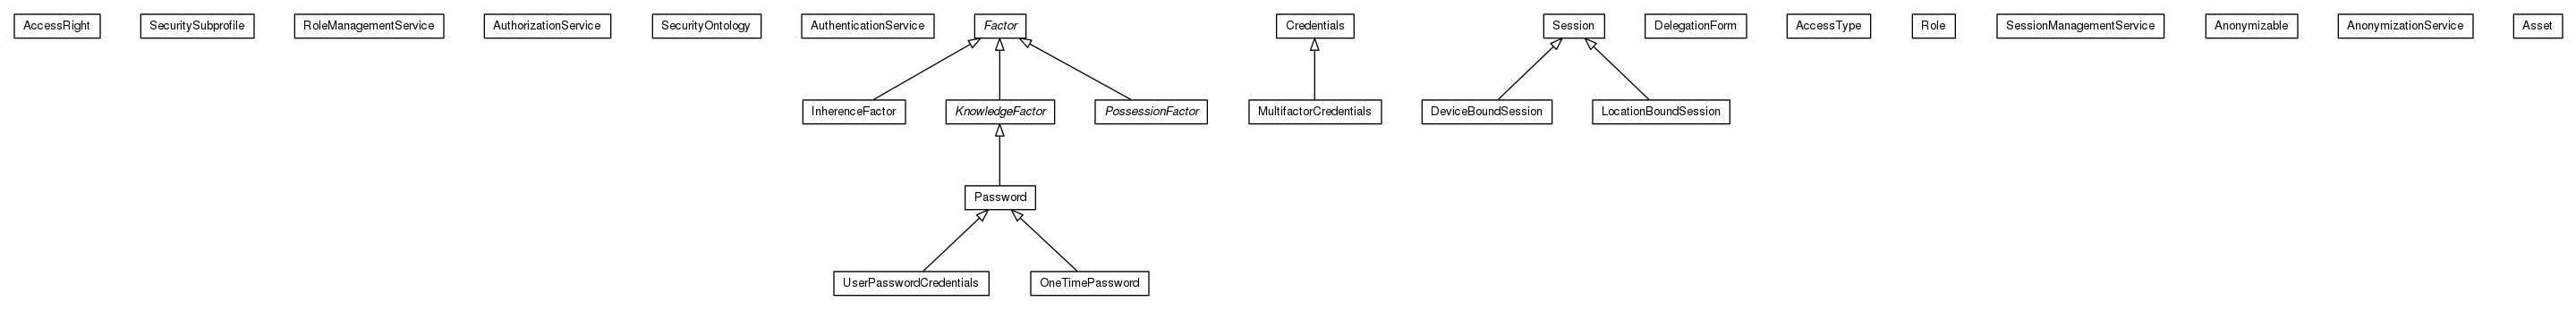 AccessRight
SecuritySubprofile
RoleManagementService
AuthorizationService
SecurityOntology
AuthenticationService
Factor
Credentials
Session
DelegationForm
AccessType
Role
SessionManagementService
Anonymizable
AnonymizationService
Asset
InherenceFactor
KnowledgeFactor
PossessionFactor
MultifactorCredentials
DeviceBoundSession
LocationBoundSession
Password
UserPasswordCredentials
OneTimePassword